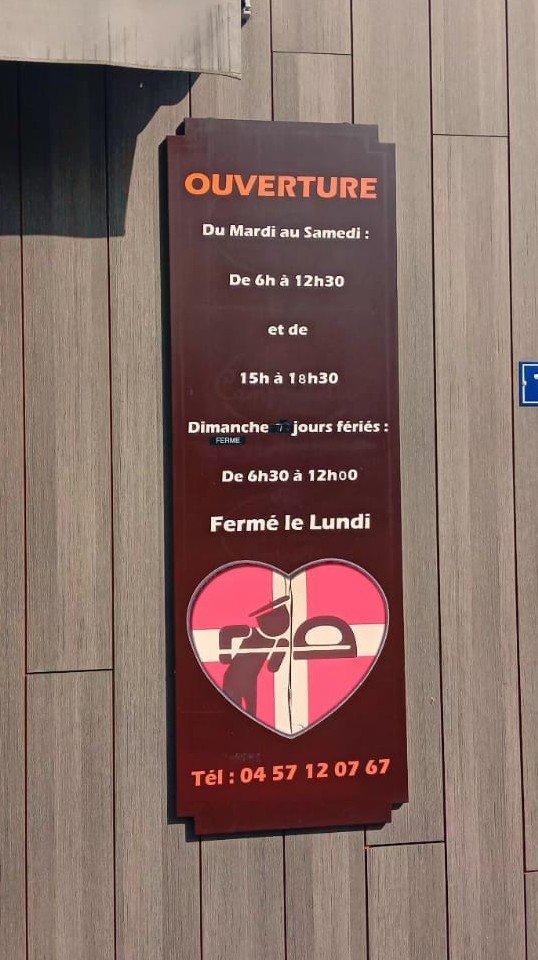 OUVERTURE
Du Mardi au Samedi :
De 6h à 12h30
et de
15h à 18h30
Dimanche jours fériés :
FERME
De 6h30 à 12h00
Fermé le Lundi
D
Tél : 04 57 12 07 67